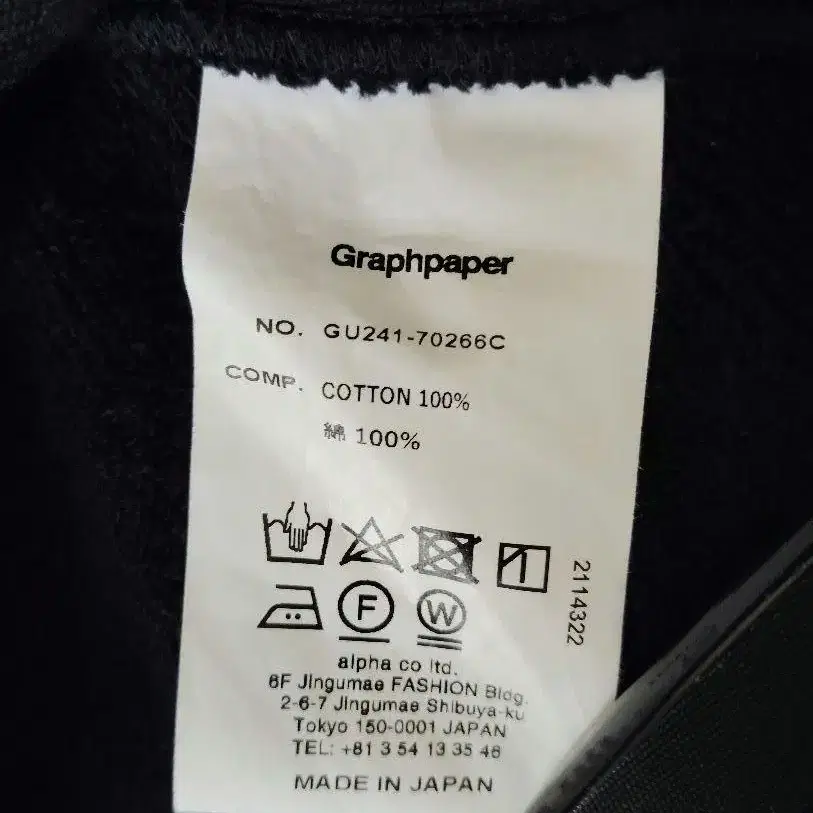 Graphpaper
NO. GU241-70266C
COMP. COTTON 100%
綿 100%
2114322
F
W
alpha co ltd.
6F Jingumae FASHION Bldg.
2-6-7 Jingumae Shibuya-ku
Tokyo 150-0001 JAPAN
TEL: +81 3 54 13 35 46
MADE IN JAPAN